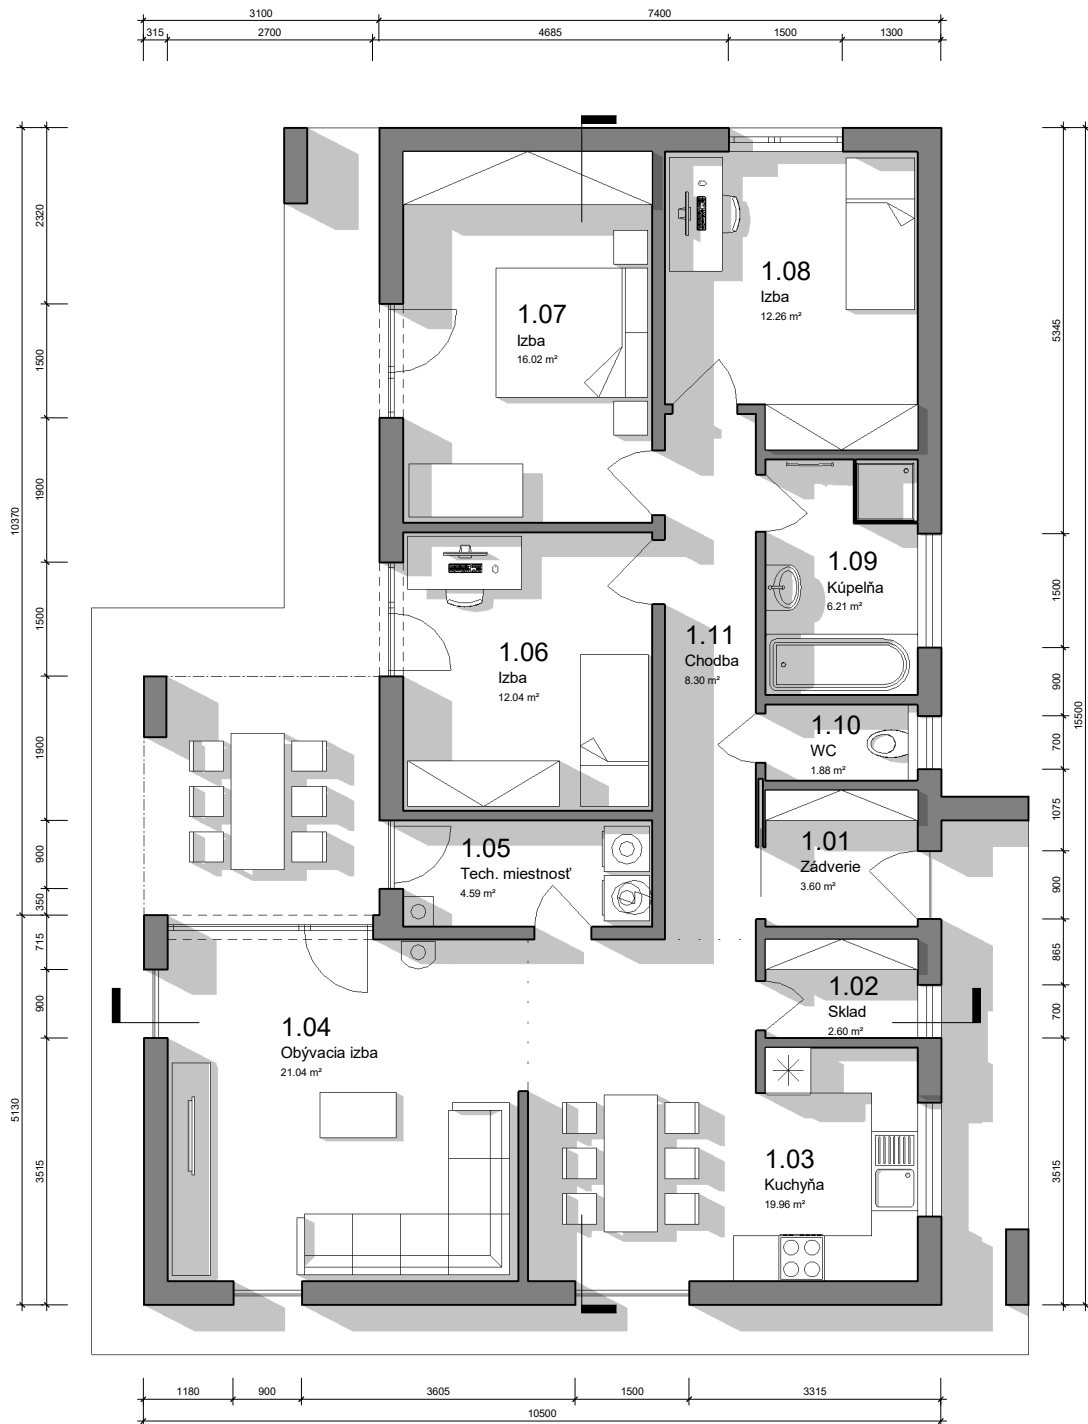 3100
7400
315
2700
4685
1500
1300
10370
5130
2320
1500
1900
1500
1900
900
350
715
900
3515
1.07
Izba
16.02 m²
1.08
Izba
12.26 m²
1.09
Kúpelňa
6.21 m²
1.06
Izba
12.04 m²
1.11
Chodba
8.30 m²
1.10
WC
1.88 m²
1.05
Tech. miestnosť
4.59 m²
1.01
Zádverie
3.60 m²
1.02
Sklad
2.60 m²
1.04
Obývacia izba
21.04 m²
1.03
Kuchyňa
19.96 m²
5345
1500
900
700
1075
900
865
700
3515
15500
1180
900
3605
1500
3315
10500